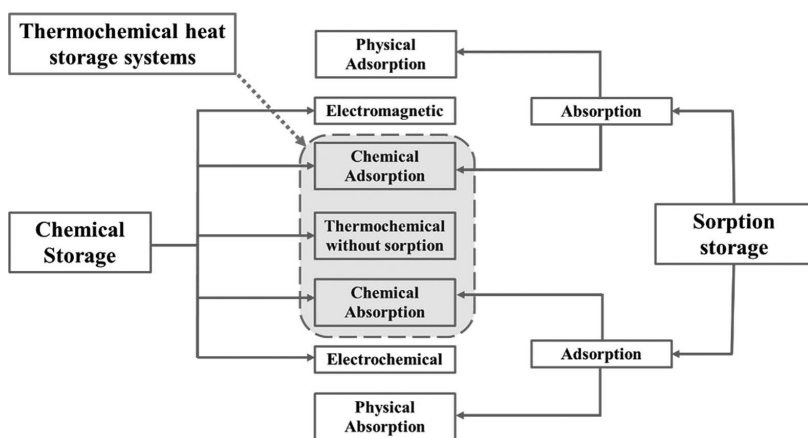 Thermochemical heat
storage systems
Physical
Adsorption
Electromagnetic
Absorption
Chemical
Adsorption
Chemical
Storage
Thermochemical
without sorption
Sorption
storage
Chemical
Absorption
Electrochemical
Adsorption
Physical
Absorption